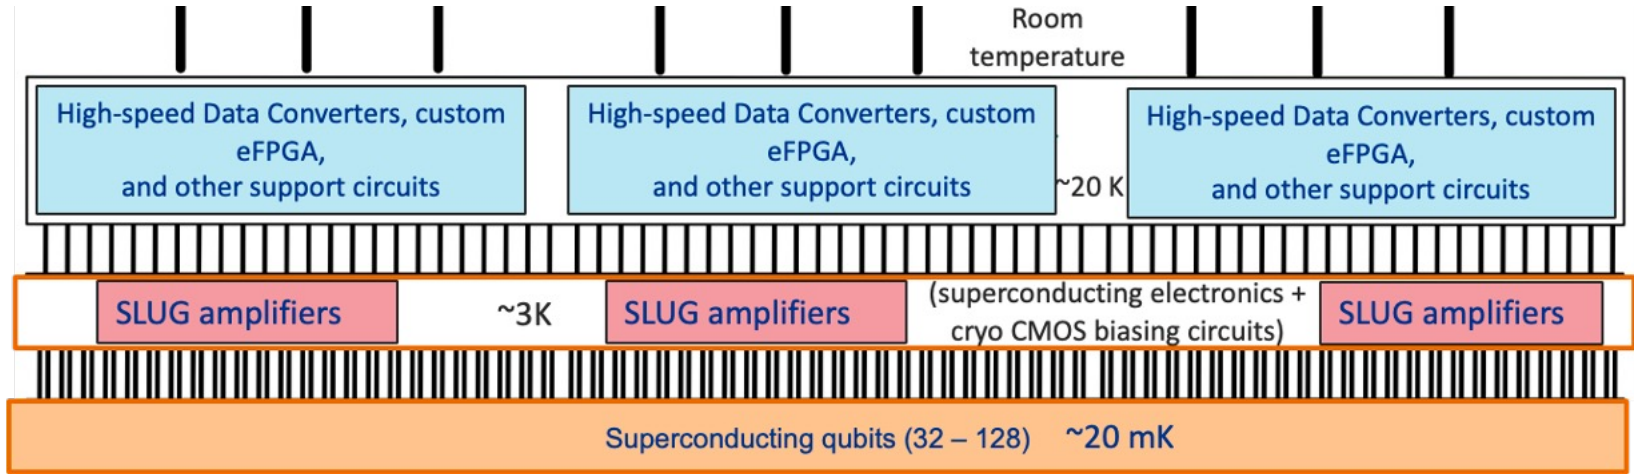 Room
temperature
High-speed Data Converters, custom
eFPGA,
and other support circuits
High-speed Data Converters, custom
eFPGA,
and other support circuits
~20 K
High-speed Data Converters, custom
eFPGA,
and other support circuits
SLUG amplifiers
~3K
SLUG amplifiers
(superconducting electronics +
cryo CMOS biasing circuits)
SLUG amplifiers
Superconducting qubits (32 – 128) ~20 mK